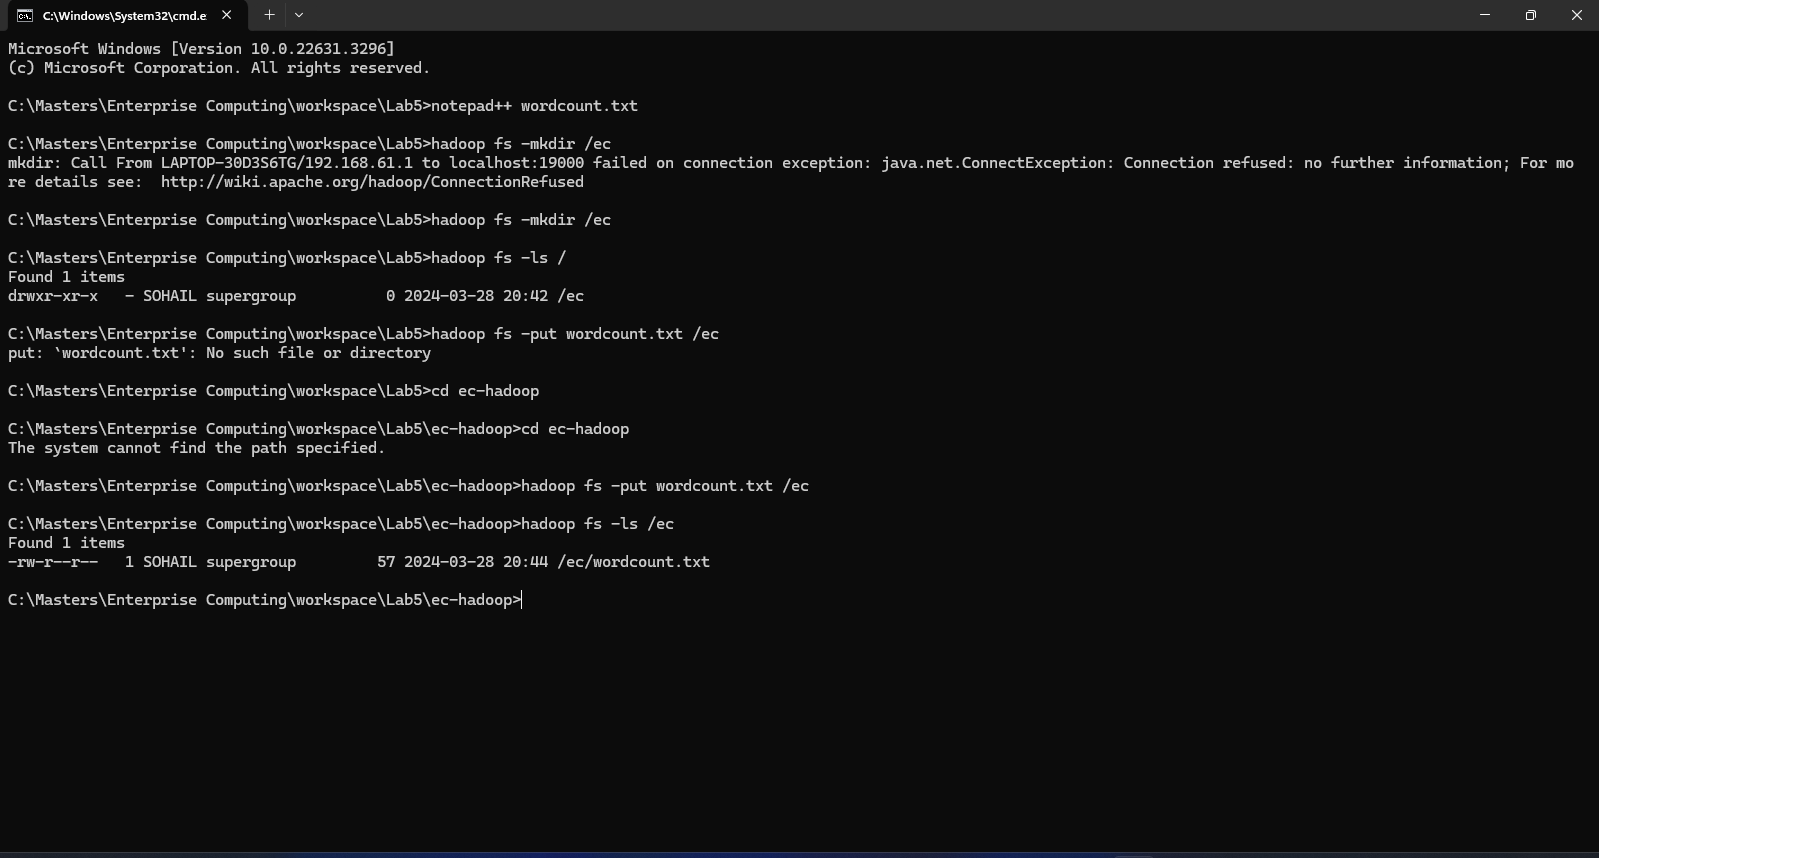 C:\Windows\System32\cmd.e
Microsoft Windows [Version 10.0.22631.3296]
(c) Microsoft Corporation. All rights reserved.
C:\Masters\Enterprise Computing\workspace\Lab5>notepad++ wordcount.txt
C:\Masters\Enterprise Computing\workspace\Lab5>hadoop fs -mkdir /ec
mkdir: Call From LAPTOP-30D3S6TG/192.168.61.1 to localhost:19000 failed on connection exception: java.net.ConnectException: Connection refused: no further information; For mo
re details see:  http://wiki.apache.org/hadoop/ConnectionRefused
C:\Masters\Enterprise Computing\workspace\Lab5>hadoop fs -mkdir /ec
C:\Masters\Enterprise Computing\workspace\Lab5>hadoop fs -ls /
Found 1 items
drwxr-xr-x   - SOHAIL supergroup          0 2024-03-28 20:42 /ec
C:\Masters\Enterprise Computing\workspace\Lab5>hadoop fs -put wordcount.txt /ec
put: `wordcount.txt': No such file or directory
C:\Masters\Enterprise Computing\workspace\Lab5>cd ec-hadoop
C:\Masters\Enterprise Computing\workspace\Lab5\ec-hadoop>cd ec-hadoop
The system cannot find the path specified.
C:\Masters\Enterprise Computing\workspace\Lab5\ec-hadoop>hadoop fs -put wordcount.txt /ec
C:\Masters\Enterprise Computing\workspace\Lab5\ec-hadoop>hadoop fs -ls /ec
Found 1 items
-rw-r--r--   1 SOHAIL supergroup         57 2024-03-28 20:44 /ec/wordcount.txt
C:\Masters\Enterprise Computing\workspace\Lab5\ec-hadoop>